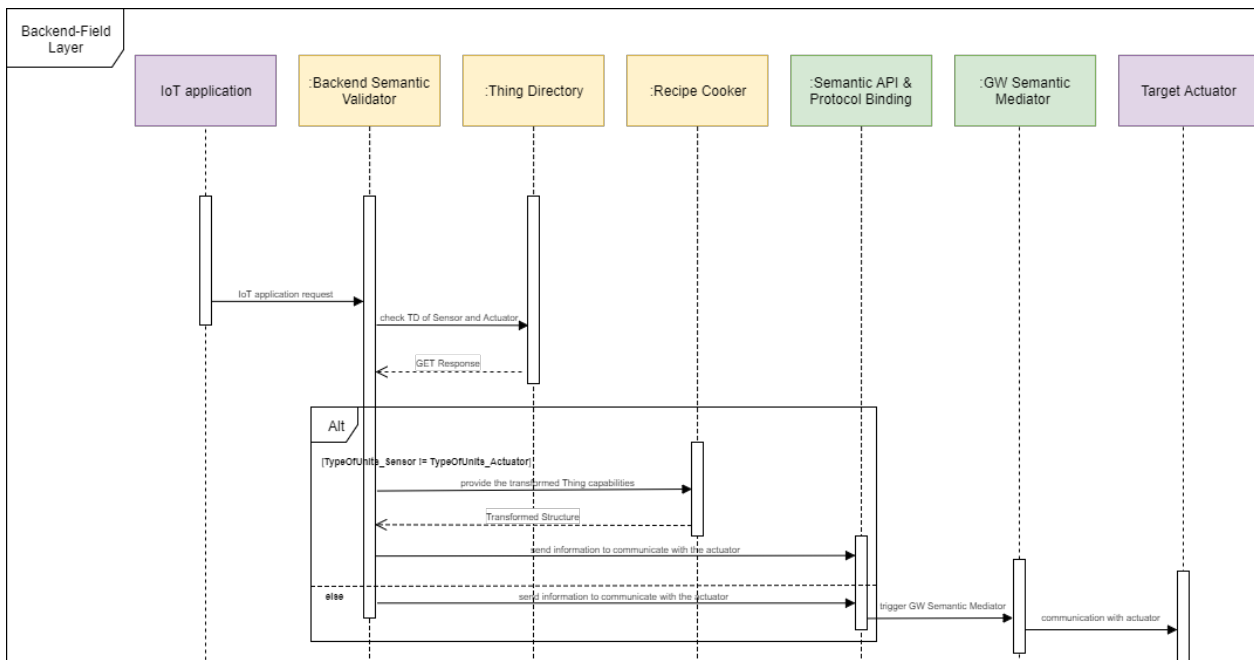 Backend-Field
Layer
IoT application
:Backend Semantic
Validator
:Thing Directory
:Recipe Cooker
:Semantic API &
Protocol Binding
:GW Semantic
Mediator
Target Actuator
IoT application request
check TD of Sensor and Actuator
GET Response
Alt
[TypeOfUnits_Sensor != TypeOfUnits_Actuator]
provide the transformed Thing capabilities
Transformed Structure
send information to communicate with the actuator
else
send information to communicate with the actuator
trigger GW Semantic Mediator
communication with actuator